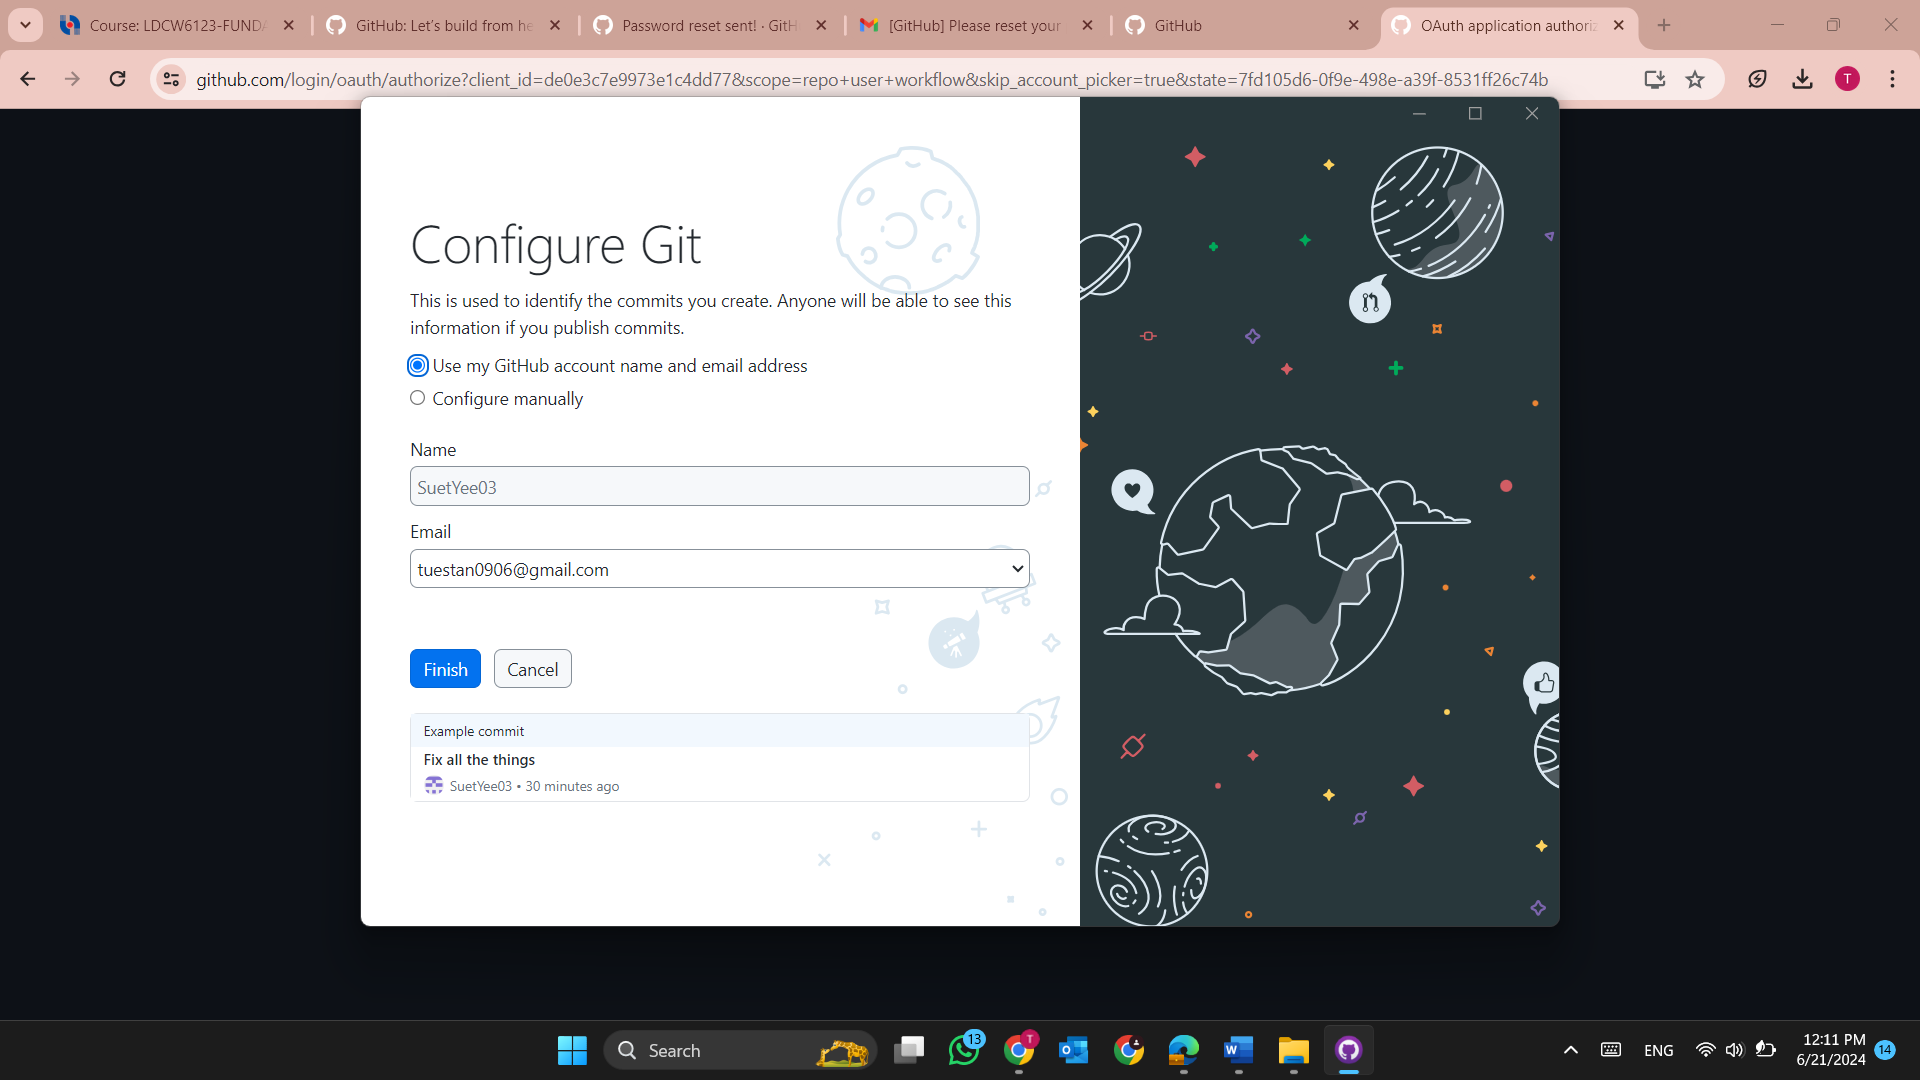 Course: LDCW6123-FUNDA
GitHub: Let's build from he
Password reset sent! · GitH
[GitHub] Please reset your
GitHub
OAuth application authoriz
github.com/login/oauth/authorize?client_id=de0e3c7e9973e1c4dd77&scope=repo+user+workflow&skip_account_picker=true&state=7fd105d6-0f9e-498e-a39f-8531ff26c74b
T
Configure Git
This is used to identify the commits you create. Anyone will be able to see this
information if you publish commits.
Use my GitHub account name and email address
Configure manually
Name
SuetYee03
Email
tuestan0906@gmail.com
Finish
Cancel
Example commit
Fix all the things
SuetYee03 • 30 minutes ago
Search
13
T
ENG
12:11 PM
6/21/2024
14